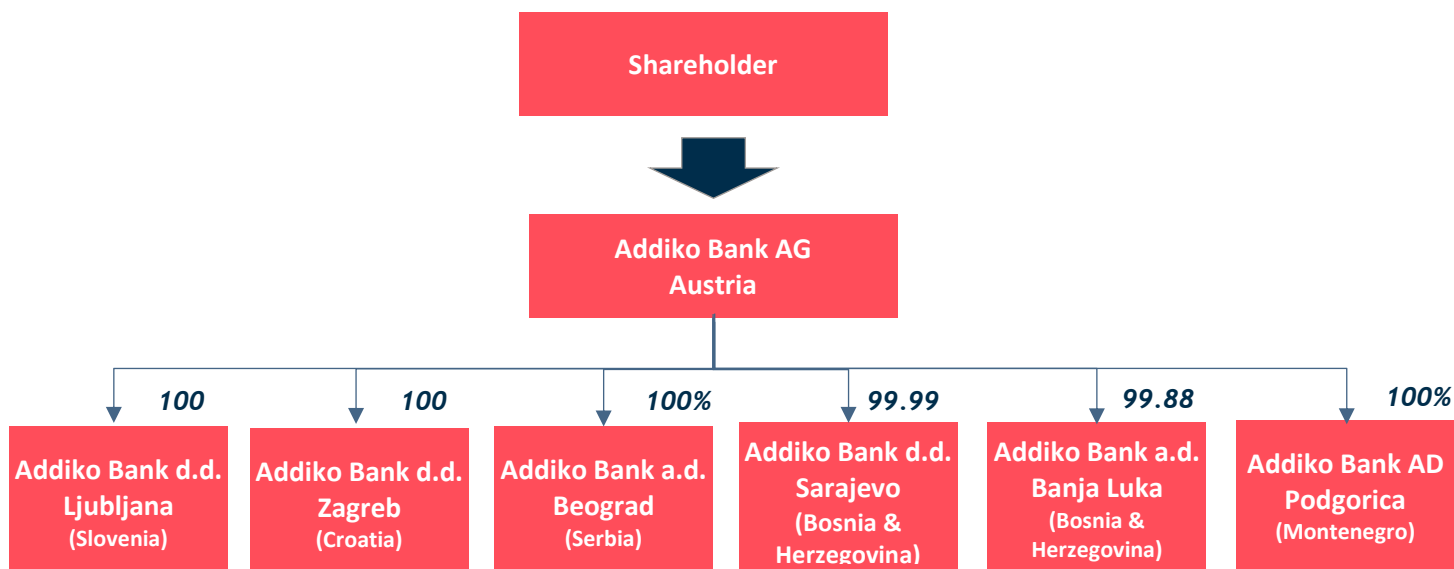 Shareholder
Addiko Bank AG
Austria
100
100
100%
99.99
99.88
100%
Addiko Bank d.d.
Ljubljana
(Slovenia)
Addiko Bank d.d.
Zagreb
(Croatia)
Addiko Bank a.d.
Beograd
(Serbia)
Addiko Bank d.d.
Sarajevo
(Bosnia &
Herzegovina)
Addiko Bank a.d.
Banja Luka
(Bosnia &
Herzegovina)
Addiko Bank AD
Podgorica
(Montenegro)